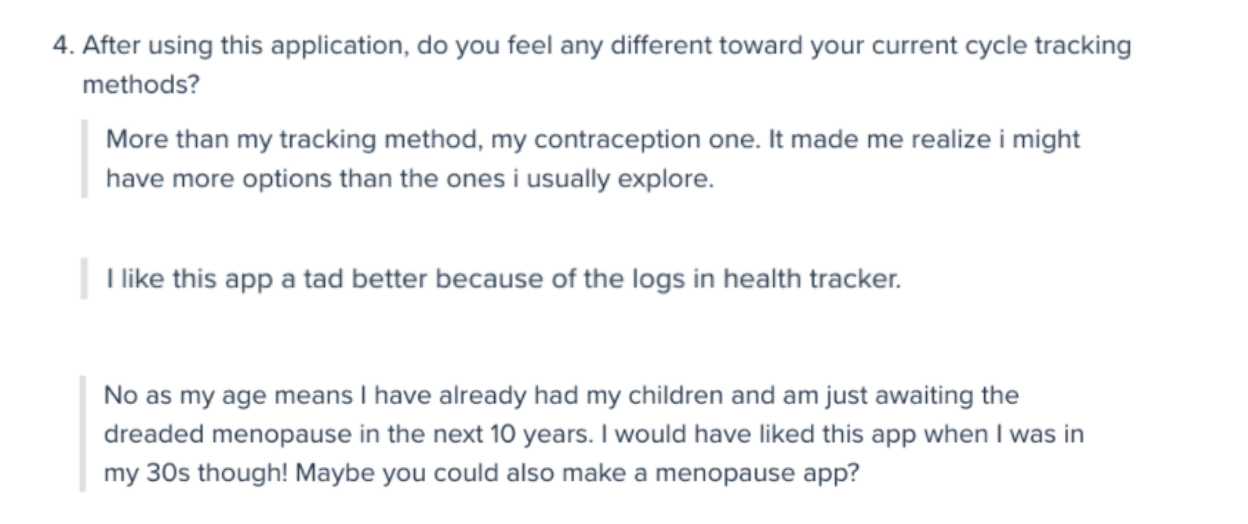 4. After using this application, do you feel any different toward your current cycle tracking
methods?
More than my tracking method, my contraception one. It made me realize i might
have more options than the ones i usually explore.
I like this app a tad better because of the logs in health tracker.
No as my age means I have already had my children and am just awaiting the
dreaded menopause in the next 10 years. I would have liked this app when I was in
my 30s though! Maybe you could also make a menopause app?